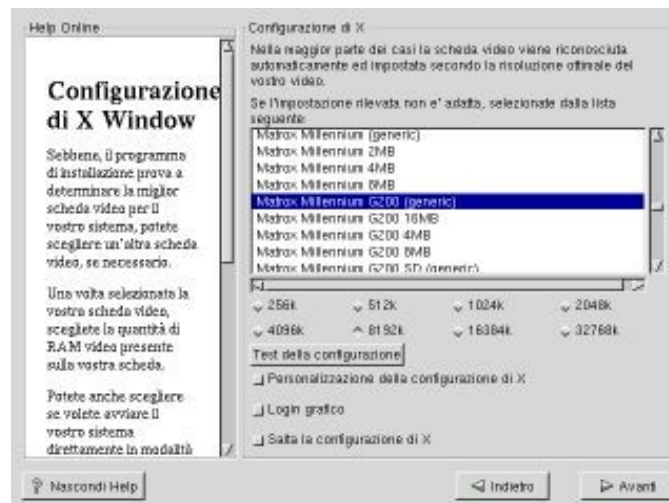 Help Online
Configurazione
di X Window
Sebbene, il programma
di installazione prova a
determinare la miglior
scheda video per il
vostro sistema, potete
scegliere un'altra scheda
video, se necessario.
Una volta selezionata la
vostra scheda video,
scegliete la quantità di
RAM video presente
sulla vostra scheda.
Potete anche scegliere
se volete avviare il
vostro sistema
direttamente in modalità
Configurazione di X
Nella maggior parte dei casi la scheda video viene riconosciuta
automaticamente ed impostata secondo la risoluzione ottimale del
vostro video.
Se l'impostazione rilevata non e' adatta, selezionate dalla lista
seguente:
Matrox Millennium (generic)
Matrox Millennium 2MB
Matrox Millennium 4MB
Matrox Millennium 8MB
Matrox Millennium G200 (generic)
Matrox Millennium G200 16MB
Matrox Millennium G200 4MB
Matrox Millennium G200 8MB
Matrox Millennium G200 SD (generic)
256k 512k 1024k 2048k
4096k 8192k 16384k 32768k
Test della configurazione
Personalizzazione della configurazione di X
Login grafico
Salta la configurazione di X
Nascondi Help
Indietro
Avanti